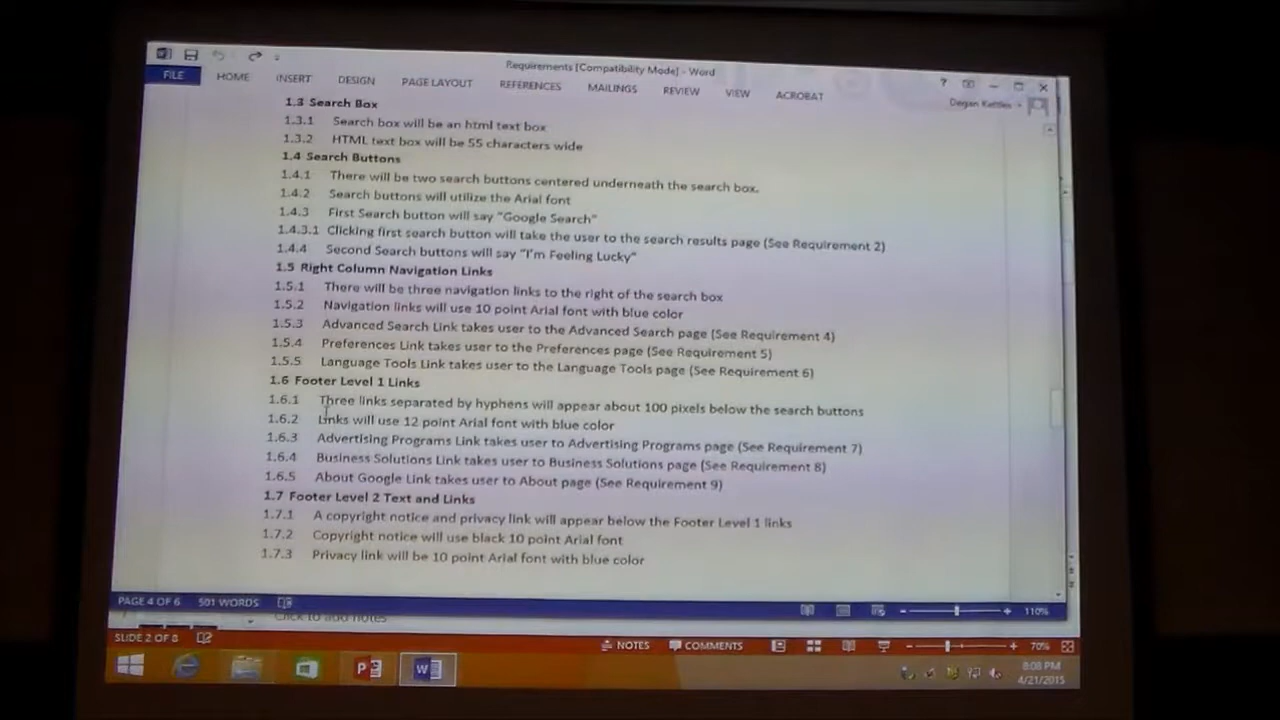 Requirements [Compatibility Mode] - Word
FILE HOME INSERT DESIGN PAGE LAYOUT REFERENCES MAILINGS REVIEW VIEW ACROBAT
Degan Kettles
1.3 Search Box
1.3.1 Search box will be an html text box
1.3.2 HTML text box will be 55 characters wide
1.4 Search Buttons
1.4.1 There will be two search buttons centered underneath the search box.
1.4.2 Search buttons will utilize the Arial font
1.4.3 First Search button will say "Google Search"
1.4.3.1 Clicking first search button will take the user to the search results page (See Requirement 2)
1.4.4 Second Search buttons will say "I'm Feeling Lucky"
1.5 Right Column Navigation Links
1.5.1 There will be three navigation links to the right of the search box
1.5.2 Navigation links will use 10 point Arial font with blue color
1.5.3 Advanced Search Link takes user to the Advanced Search page (See Requirement 4)
1.5.4 Preferences Link takes user to the Preferences page (See Requirement 5)
1.5.5 Language Tools Link takes user to the Language Tools page (See Requirement 6)
1.6 Footer Level 1 Links
1.6.1 Three links separated by hyphens will appear about 100 pixels below the search buttons
1.6.2 Links will use 12 point Arial font with blue color
1.6.3 Advertising Programs Link takes user to Advertising Programs page (See Requirement 7)
1.6.4 Business Solutions Link takes user to Business Solutions page (See Requirement 8)
1.6.5 About Google Link takes user to About page (See Requirement 9)
1.7 Footer Level 2 Text and Links
1.7.1 A copyright notice and privacy link will appear below the Footer Level 1 links
1.7.2 Copyright notice will use black 10 point Arial font
1.7.3 Privacy link will be 10 point Arial font with blue color
PAGE 4 OF 6 501 WORDS 110%
Click to add notes
SLIDE 2 OF 8 NOTES COMMENTS 70%
8:08 PM
4/21/2015